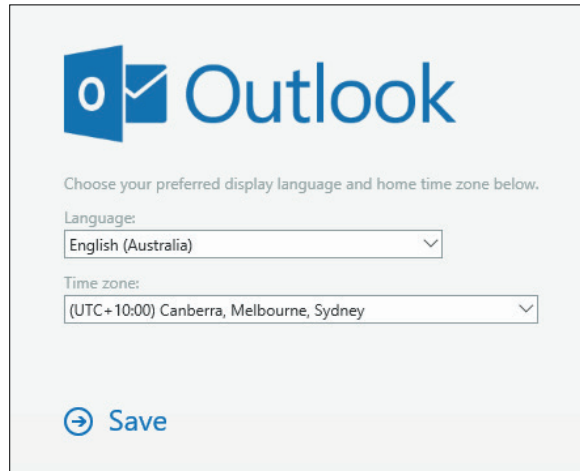 Outlook
Choose your preferred display language and home time zone below.
Language:
English (Australia)
Time zone:
(UTC+10:00) Canberra, Melbourne, Sydney
Save